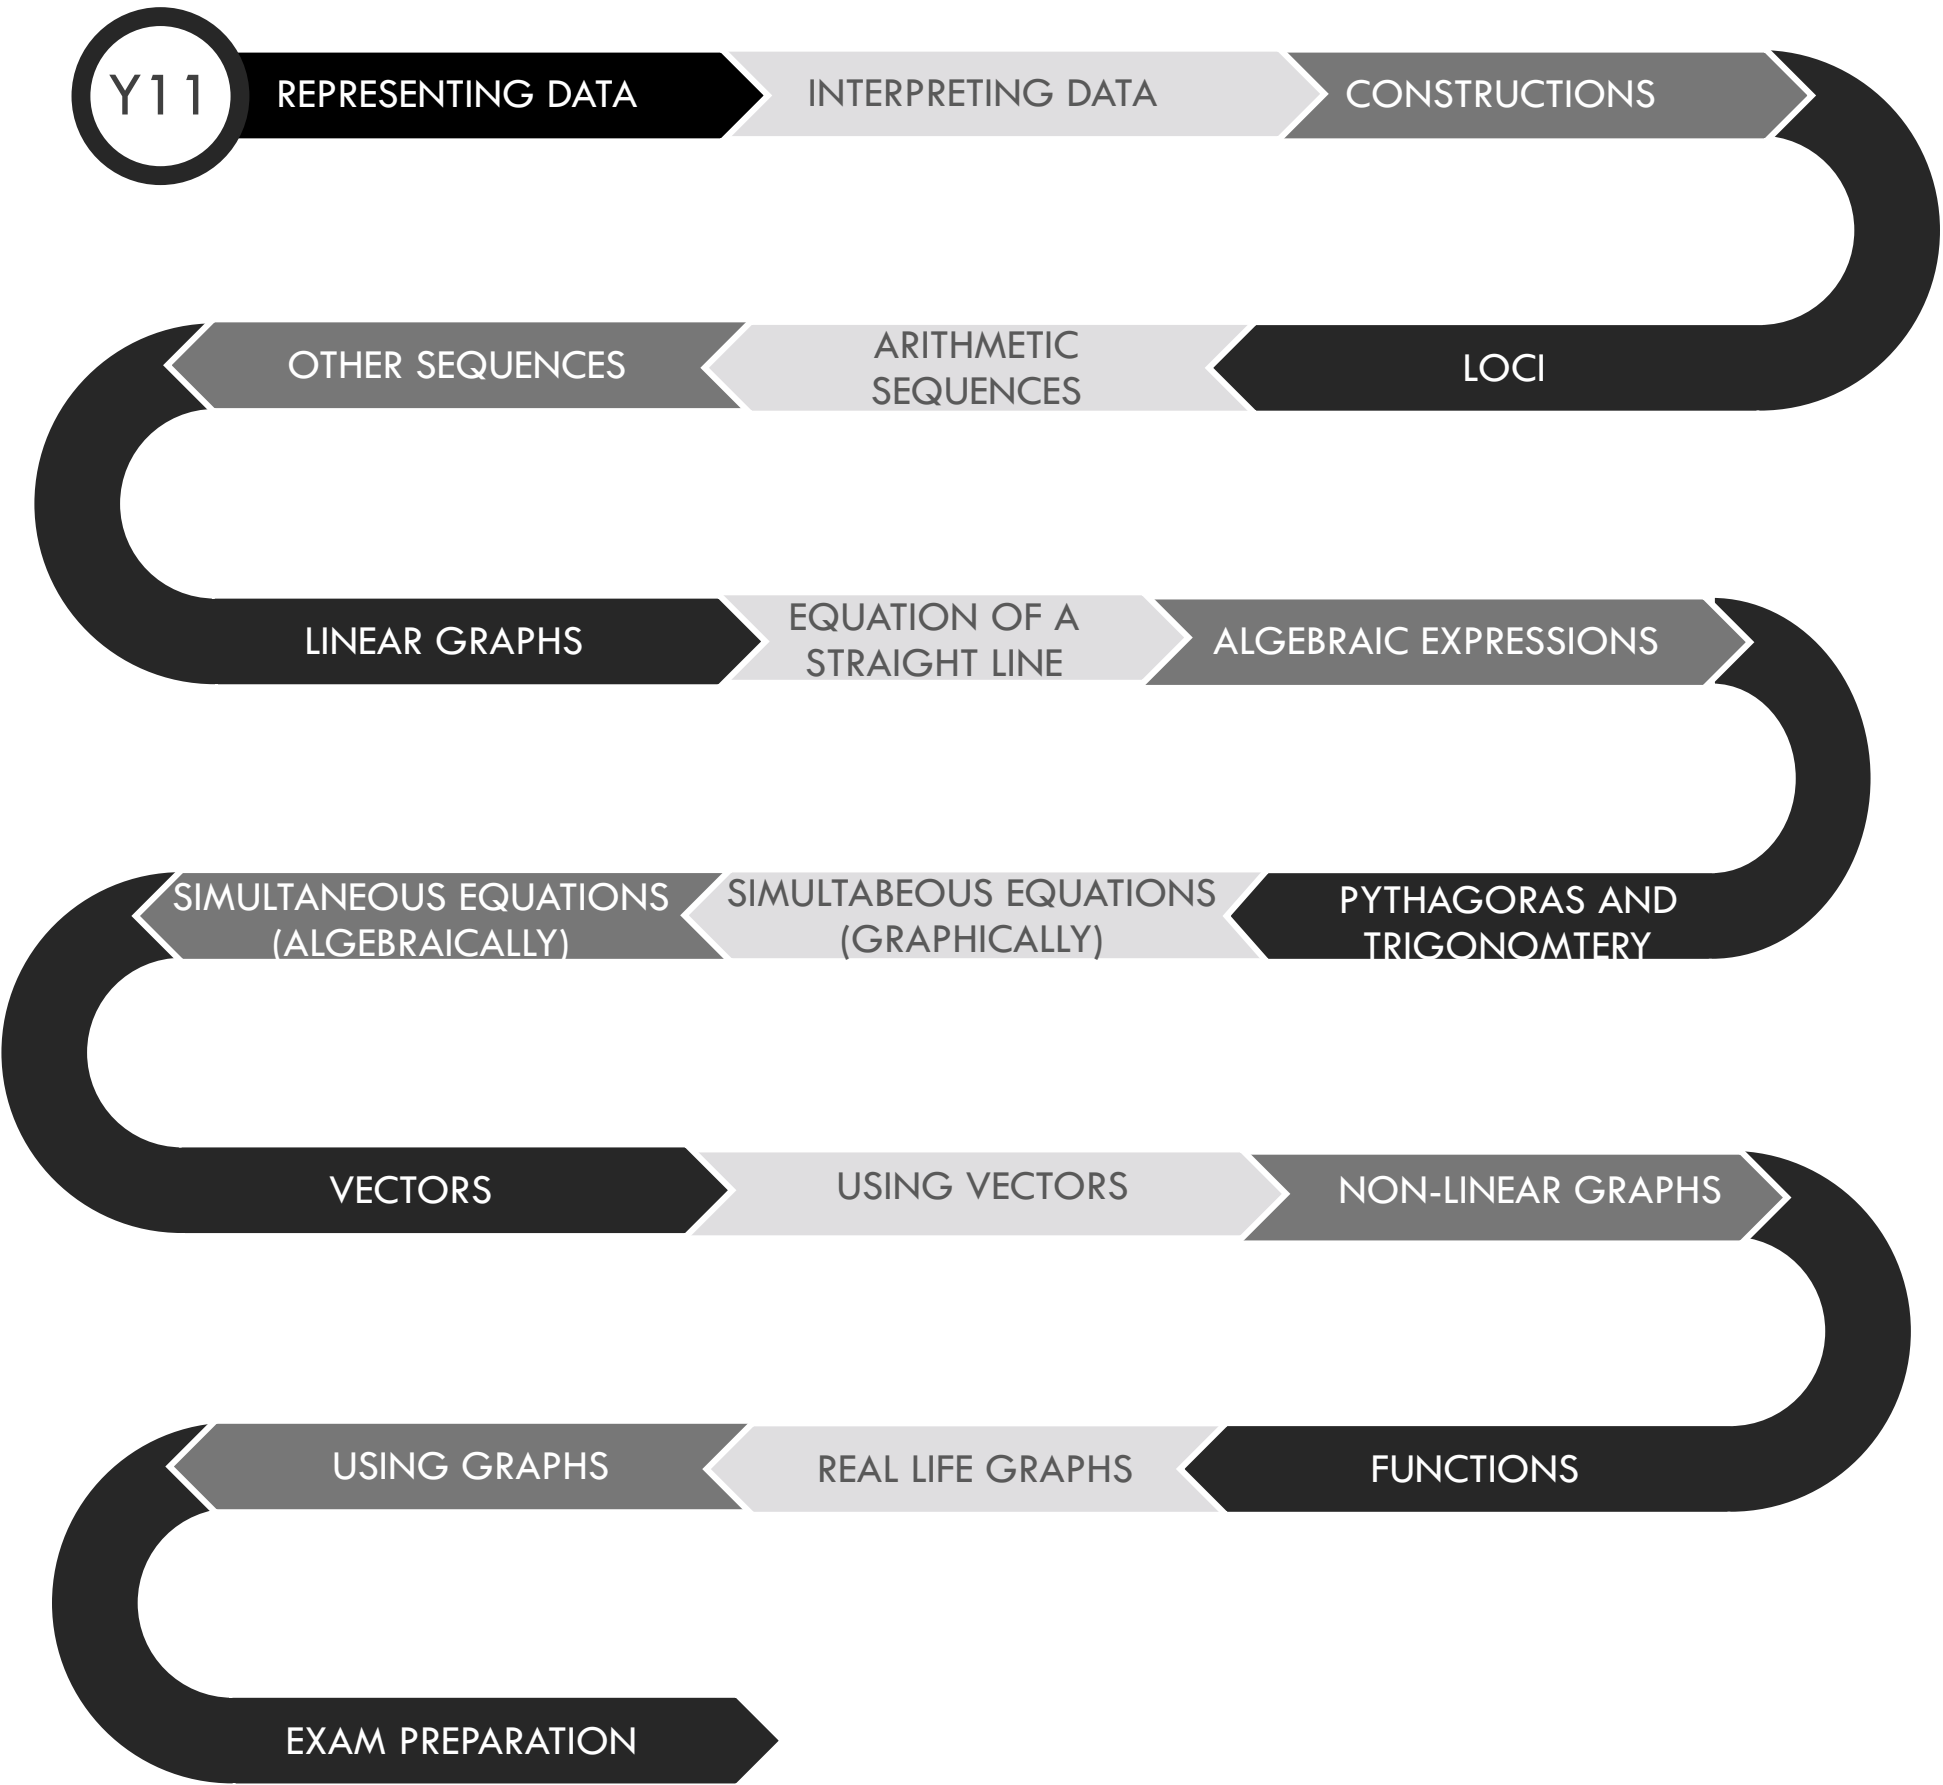 Y11
REPRESENTING DATA
INTERPRETING DATA
CONSTRUCTIONS
LOCI
ARITHMETIC
SEQUENCES
OTHER SEQUENCES
LINEAR GRAPHS
EQUATION OF A
STRAIGHT LINE
ALGEBRAIC EXPRESSIONS
PYTHAGORAS AND
TRIGONOMTERY
SIMULTABEOUS EQUATIONS
(GRAPHICALLY)
SIMULTANEOUS EQUATIONS
(ALGEBRAICALLY)
VECTORS
USING VECTORS
NON-LINEAR GRAPHS
FUNCTIONS
REAL LIFE GRAPHS
USING GRAPHS
EXAM PREPARATION